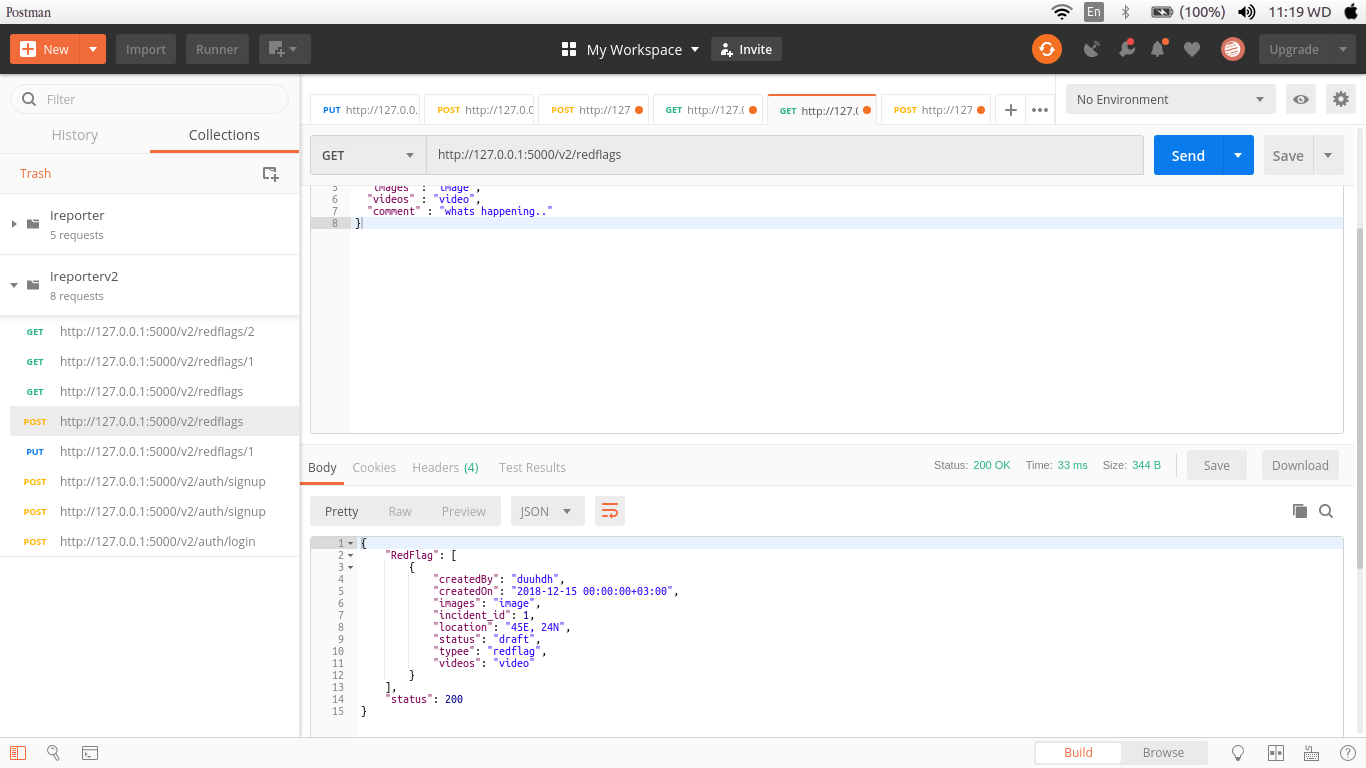 Postman
En
(100%)
11:19 WD
New
Import
Runner
My Workspace
Invite
Upgrade
Filter
History
Collections
Trash
Ireporter
5 requests
Ireporterv2
8 requests
GET http://127.0.0.1:5000/v2/redflags/2
GET http://127.0.0.1:5000/v2/redflags/1
GET http://127.0.0.1:5000/v2/redflags
POST http://127.0.0.1:5000/v2/redflags
PUT http://127.0.0.1:5000/v2/redflags/1
POST http://127.0.0.1:5000/v2/auth/signup
POST http://127.0.0.1:5000/v2/auth/signup
POST http://127.0.0.1:5000/v2/auth/login
PUT http://127.0.0.
POST http://127.0.0
POST http://127
GET http://127.(
GET http://127.(
POST http://127
No Environment
GET
http://127.0.0.1:5000/v2/redflags
Send
Save
5 "images" : "image",
6 "videos" : "video",
7 "comment" : "whats happening.."
8 }
Body
Cookies
Headers (4)
Test Results
Status: 200 OK
Time: 33 ms
Size: 344 B
Save
Download
Pretty
Raw
Preview
JSON
1 {
2 "RedFlag": [
3 {
4 "createdBy": "duuhdh",
5 "createdOn": "2018-12-15 00:00:00+03:00",
6 "images": "image",
7 "incident_id": 1,
8 "location": "45E, 24N",
9 "status": "draft",
10 "typee": "redflag",
11 "videos": "video"
12 }
13 ],
14 "status": 200
15 }
Build
Browse